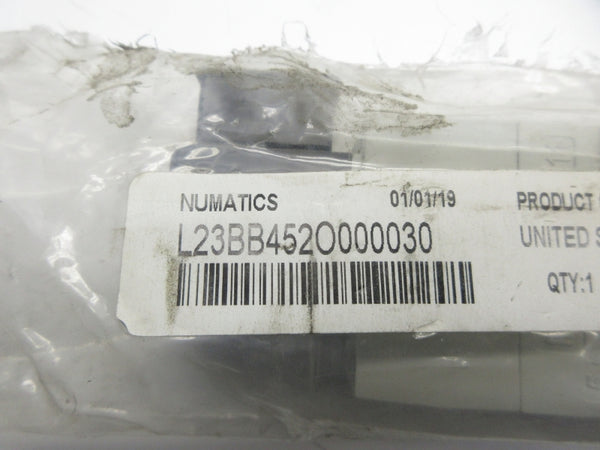 NUMATICS 01/01/19 PRODUCT
L23BB452O000030 UNITED S
QTY:1